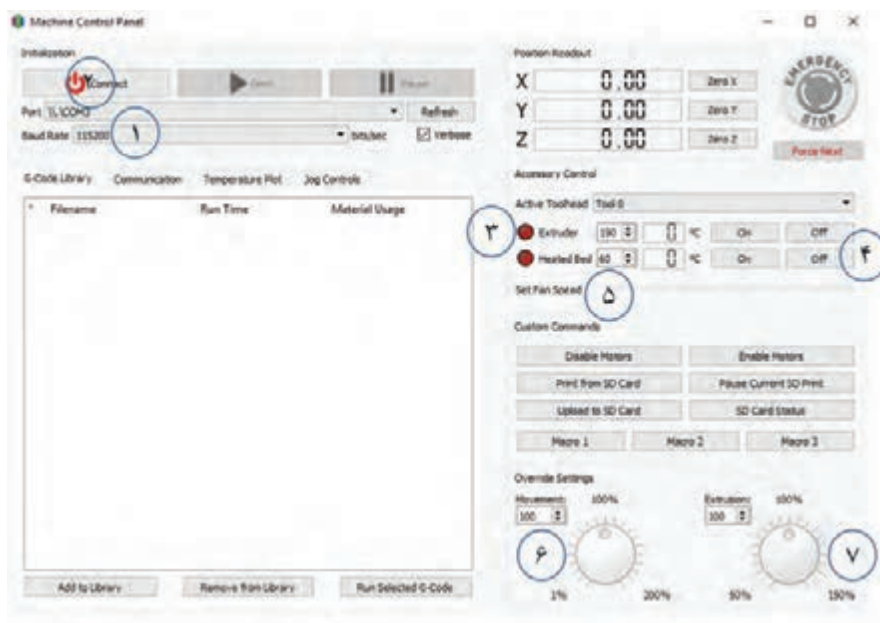 Machine Control Panel
Initialization
۲ Connect
Pause
Port \\.\COM3 Refresh
Baud Rate 115200 ۱ bits/sec verbose
G-Code Library Communication Temperature Plot Jog Controls
Filename Run Time Material Usage
Add to Library Remove from Library Run Selected G-Code
Position Readout
X 0.00 Zero X
Y 0.00 Zero Y
Z 0.00 Zero Z
EMERGENCY STOP
Force Next
Accessory Control
Active Toolhead Tool 0
۳ Extruder 190 0 °C On Off ۴
Heated Bed 60 0 °C On Off
Set Fan Speed ۵
Custom Commands
Disable Motors Enable Motors
Print from SD Card Pause Current SD Print
Upload to SD Card SD Card Status
Macro 1 Macro 2 Macro 3
Override Settings
Movement: 100% Extrusion: 100%
100 100
۶ ۷
1% 200% 50% 150%